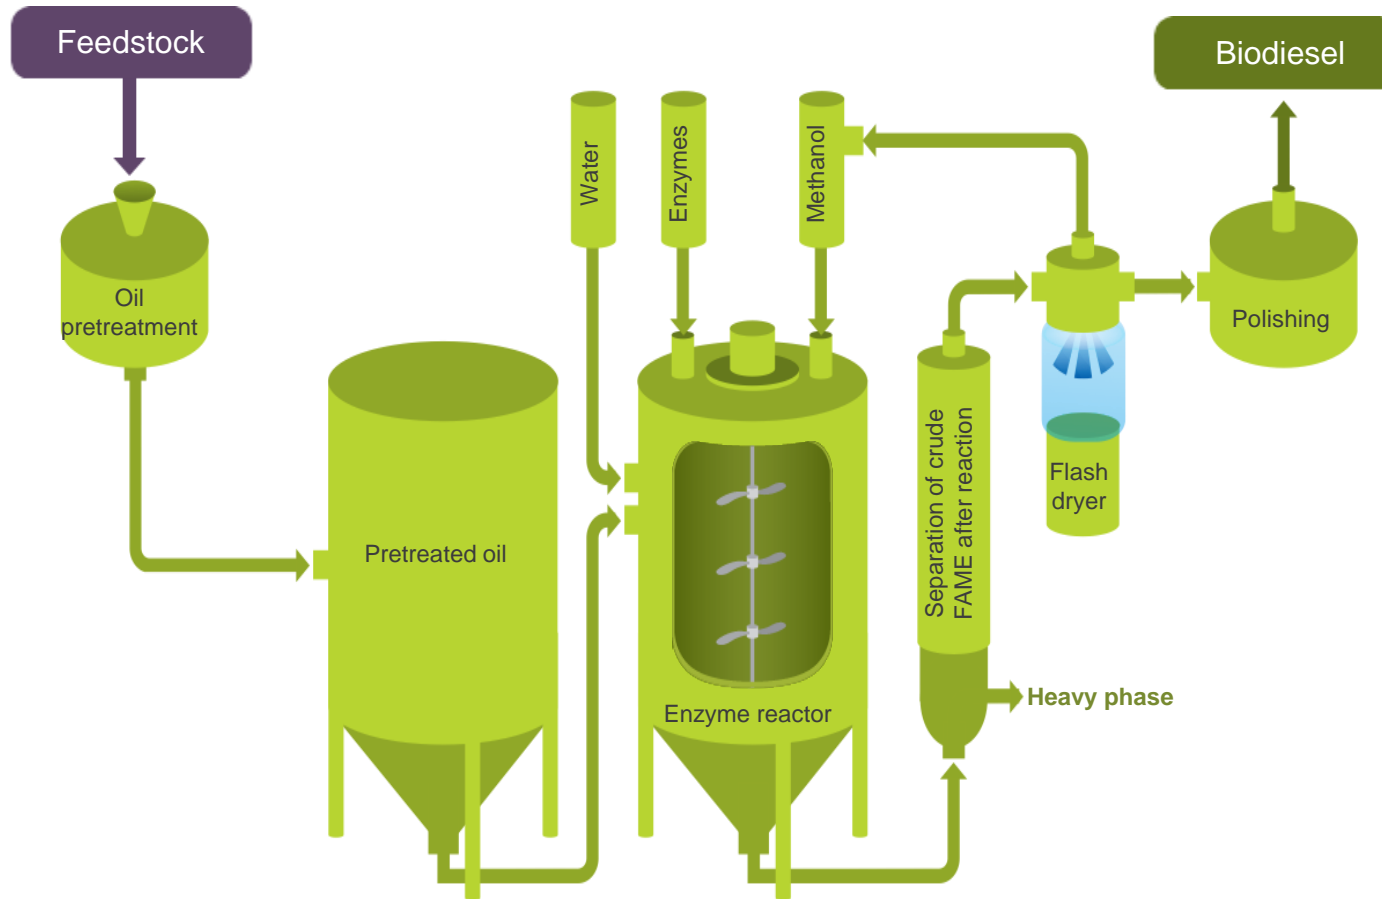 Feedstock
Biodiesel
Water
Enzymes
Methanol
Oil
pretreatment
Polishing
Flash
dryer
Pretreated oil
Separation of crude
FAME after reaction
Heavy phase
Enzyme reactor